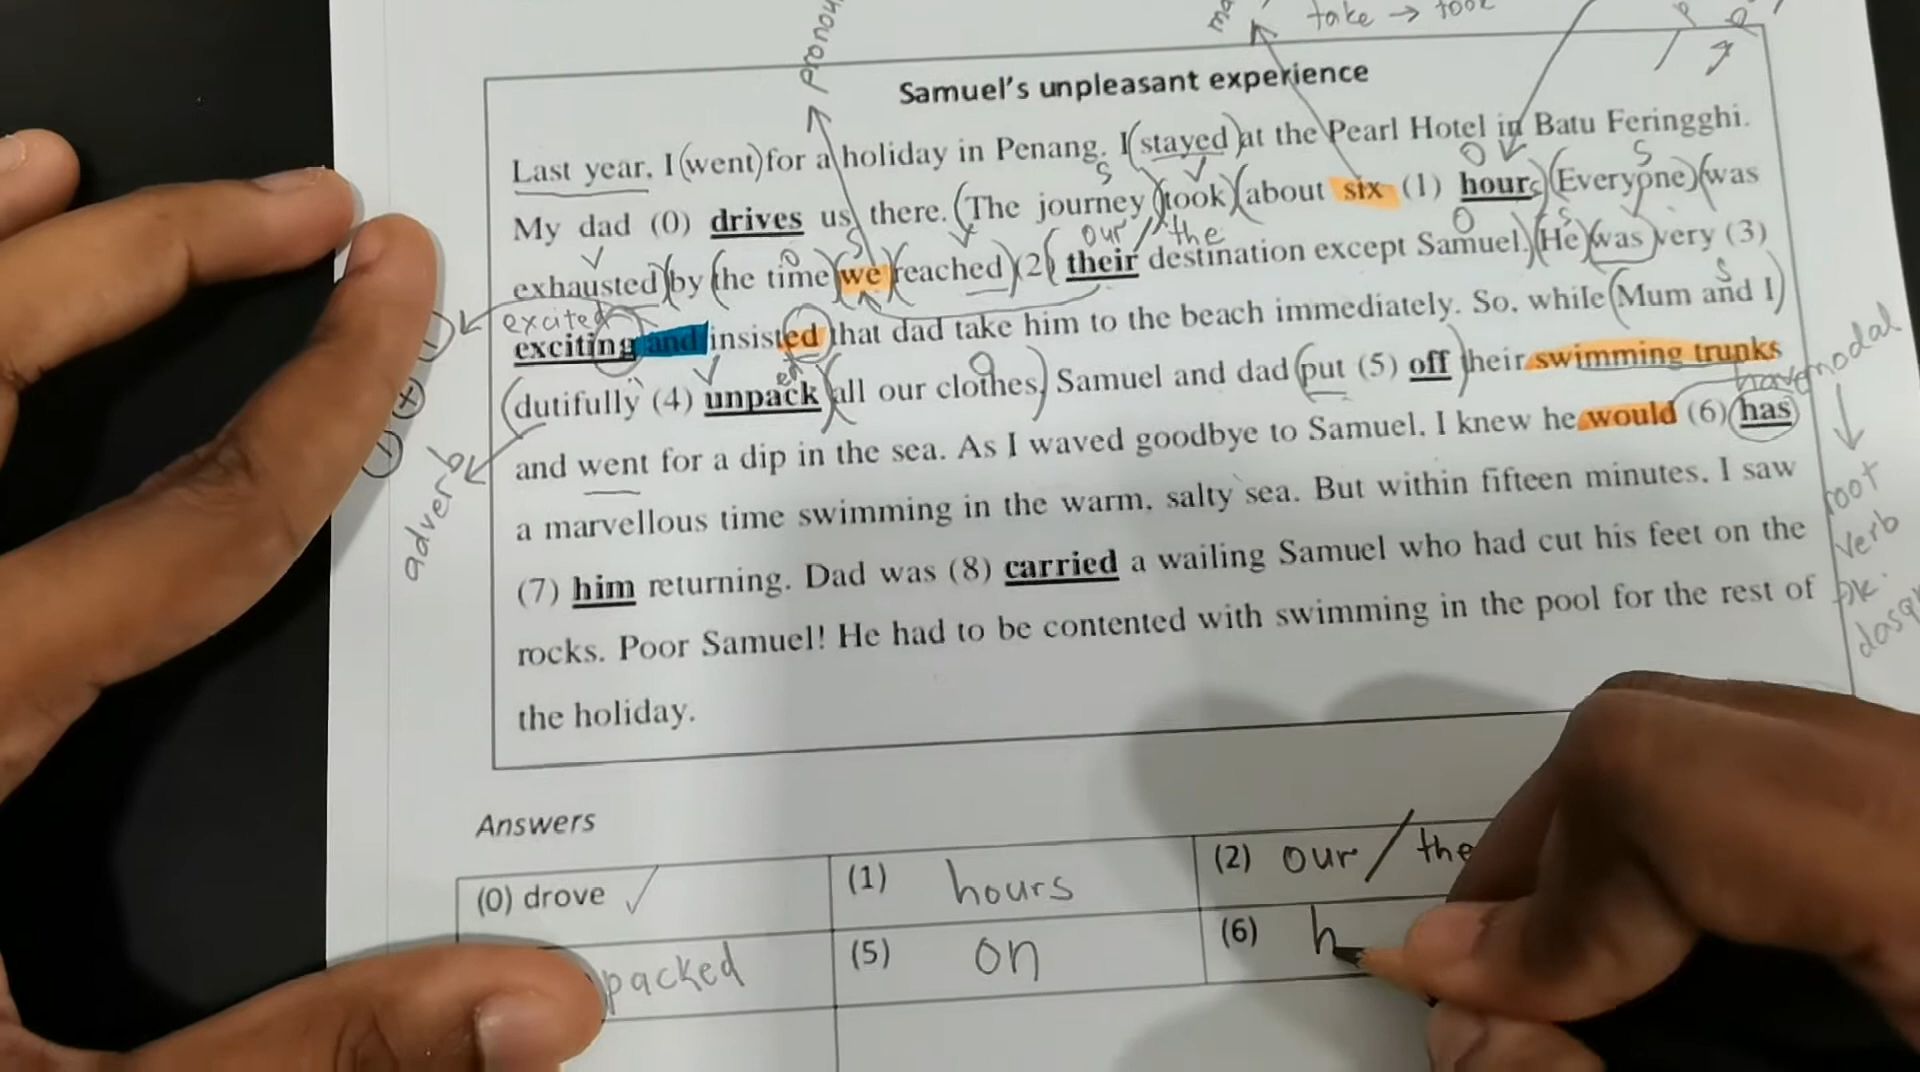 take → took
Samuel's unpleasant experience
Last year, I (went) for a holiday in Penang. I (stayed) at the Pearl Hotel in Batu Feringghi.
S O S
My dad (0) drives us there. (The journey) (took) (about six (1) hours) (Everyone) (was
O S our / the O S
exhausted) (by (the time) (we) (reached) (2) (their destination except Samuel.) (He) (was) very (3)
excited S
exciting and insisted that dad take him to the beach immediately. So, while (Mum and I)
ed O
(dutifully (4) unpack) (all our clothes.) Samuel and dad (put (5) off) their swimming trunks
have modal
and went for a dip in the sea. As I waved goodbye to Samuel, I knew he would (6) (has)
adverb
a marvellous time swimming in the warm, salty sea. But within fifteen minutes, I saw
root
verb
(7) him returning. Dad was (8) carried a wailing Samuel who had cut his feet on the
rocks. Poor Samuel! He had to be contented with swimming in the pool for the rest of
the holiday.
Answers
(0) drove ✓ (1) hours (2) our / the
packed (5) on (6) h